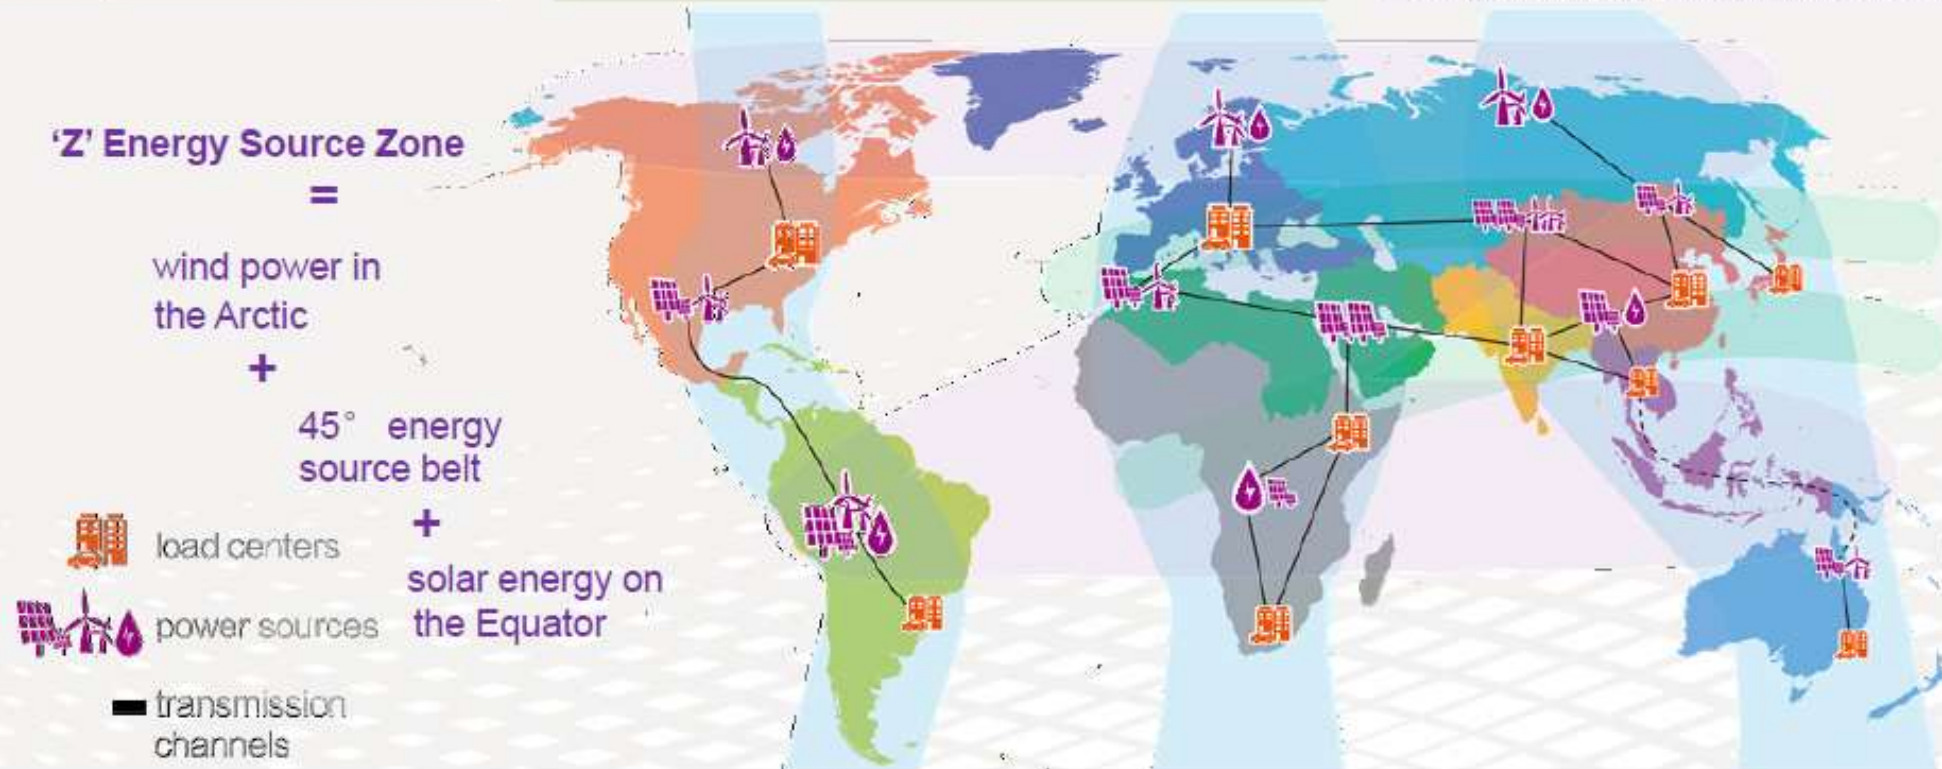 'Z' Energy Source Zone
=
wind power in
the Arctic
+
45° energy
source belt
+
solar energy on
the Equator
load centers
power sources
transmission
channels